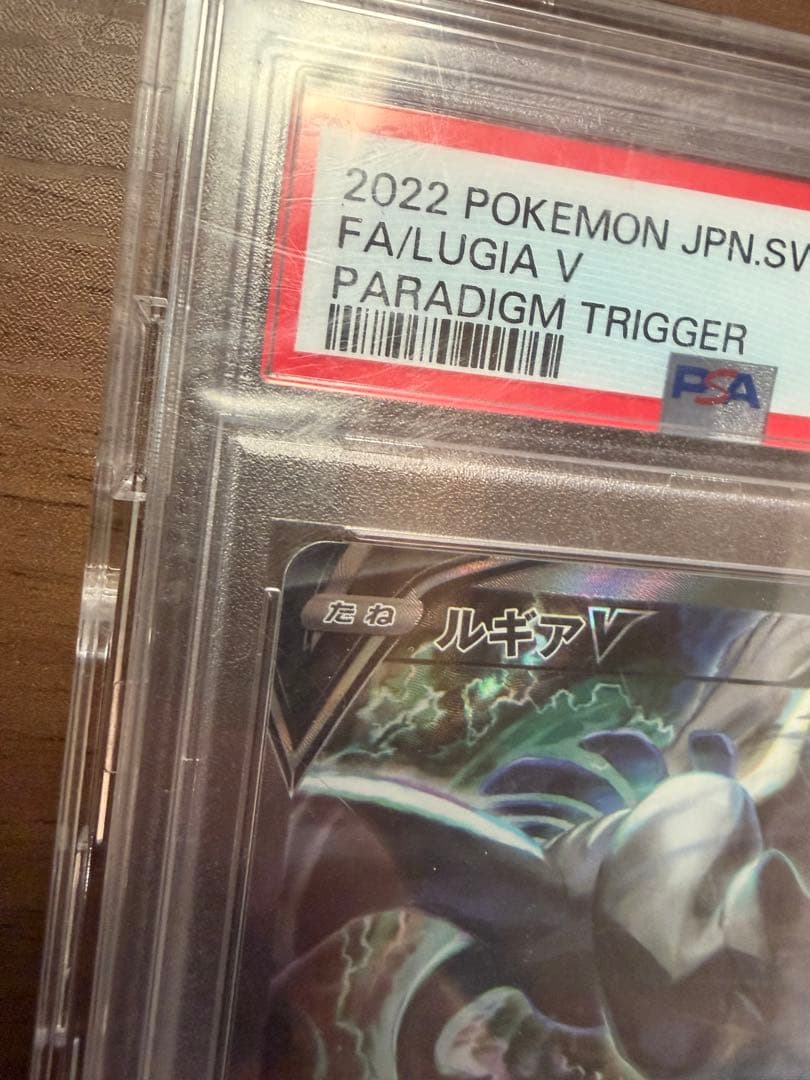 2022 POKEMON JPN.SW
FA/LUGIA V
PARADIGM TRIGGER
PSA
たね ルギアV